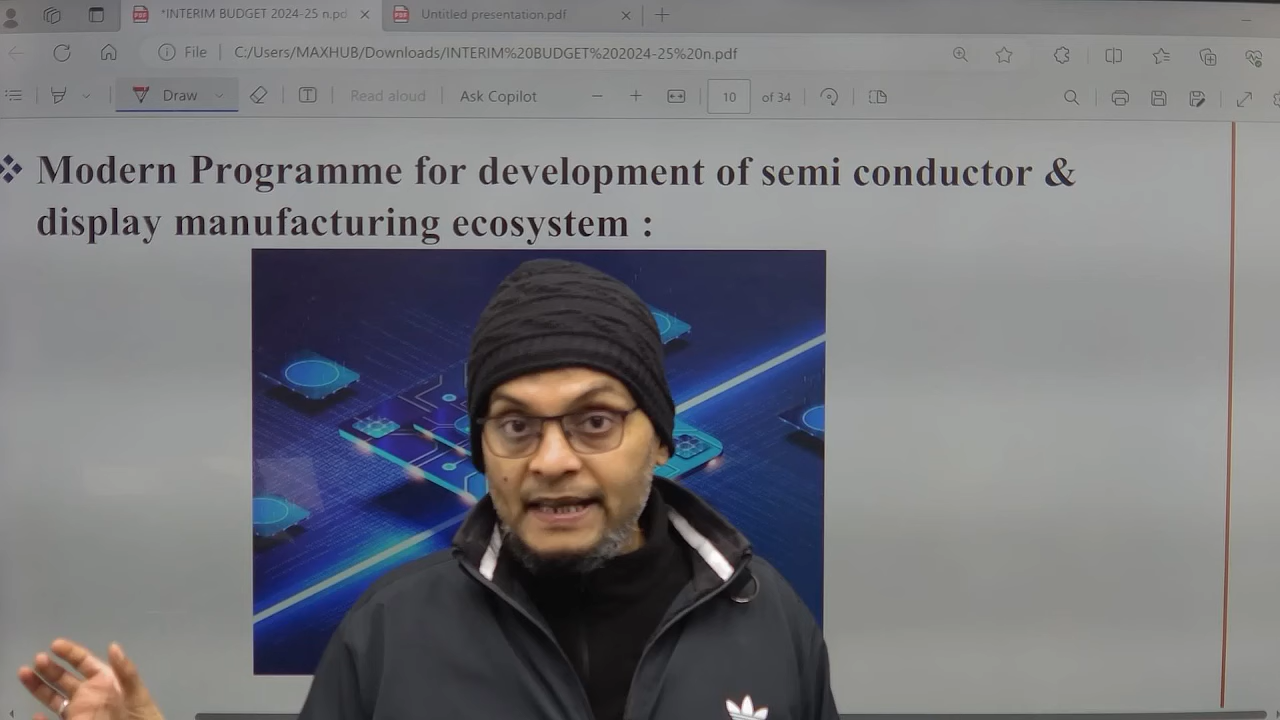 *INTERIM BUDGET 2024-25 n.pd
Untitled presentation.pdf
File
C:/Users/MAXHUB/Downloads/INTERIM%20BUDGET%202024-25%20n.pdf
Draw
Read aloud
Ask Copilot
10 of 34
Modern Programme for development of semi conductor &
display manufacturing ecosystem :